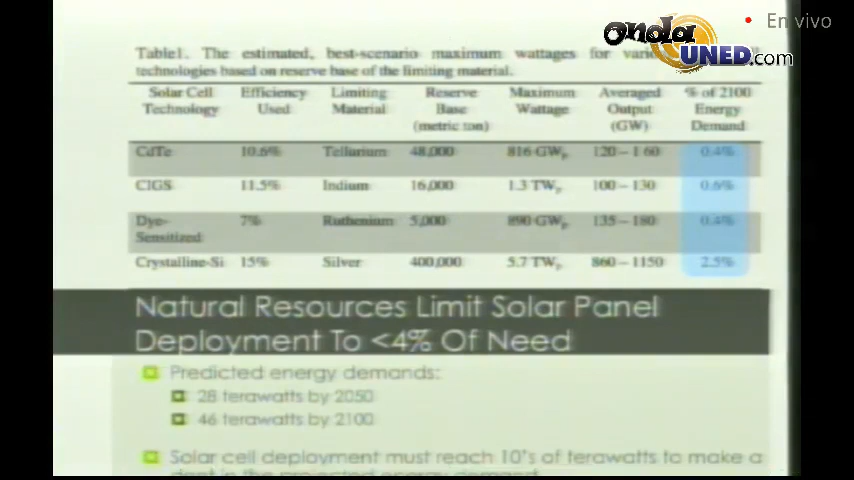 En vivo
onda
UNED.com
Table1. The estimated, best-scenario maximum wattages for
technologies based on reserve base of the limiting material.
Solar Cell Technology Efficiency Used Limiting Material Reserve Base (metric ton) Maximum Wattage Averaged Output (GW) % of 2100 Energy Demand
CdTe 10.6% Tellurium 48,000 816 GWp 120 – 160 0.4%
CIGS 11.5% Indium 16,000 1.3 TWp 100 – 130 0.6%
Dye-Sensitized 7% Ruthenium 5,000 890 GWp 135 – 180 0.4%
Crystalline-Si 15% Silver 400,000 5.7 TWp 860 – 1150 2.5%
Natural Resources Limit Solar Panel
Deployment To <4% Of Need
Predicted energy demands:
28 terawatts by 2050
46 terawatts by 2100
Solar cell deployment must reach 10's of terawatts to make a